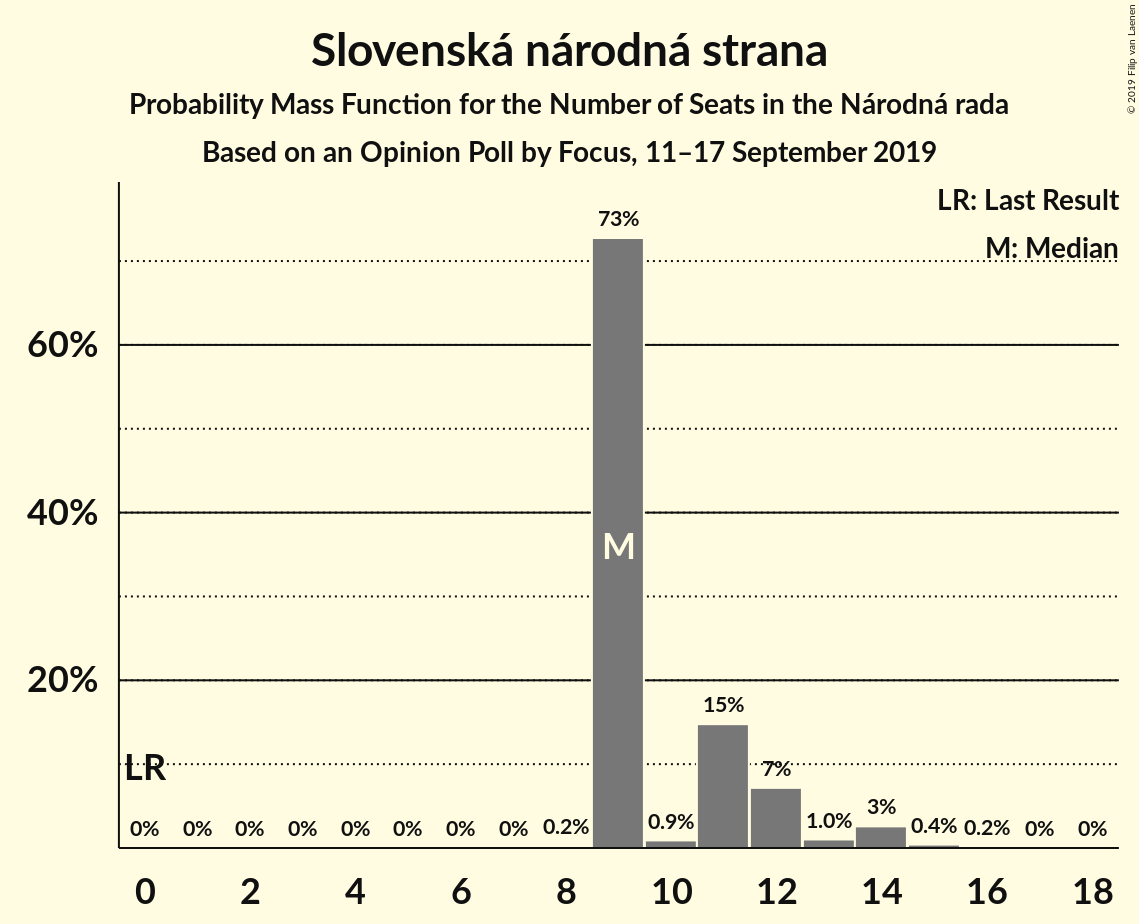 Slovenská národná strana
Probability Mass Function for the Number of Seats in the Národná rada
Based on an Opinion Poll by Focus, 11–17 September 2019
© 2019 Filip van Laenen
LR: Last Result
M: Median
60%
40%
20%
73%
M
15%
LR
7%
3%
0% 0% 0% 0% 0% 0% 0% 0% 0.2% 0.9% 1.0% 0.4% 0.2% 0% 0%
0 2 4 6 8 10 12 14 16 18